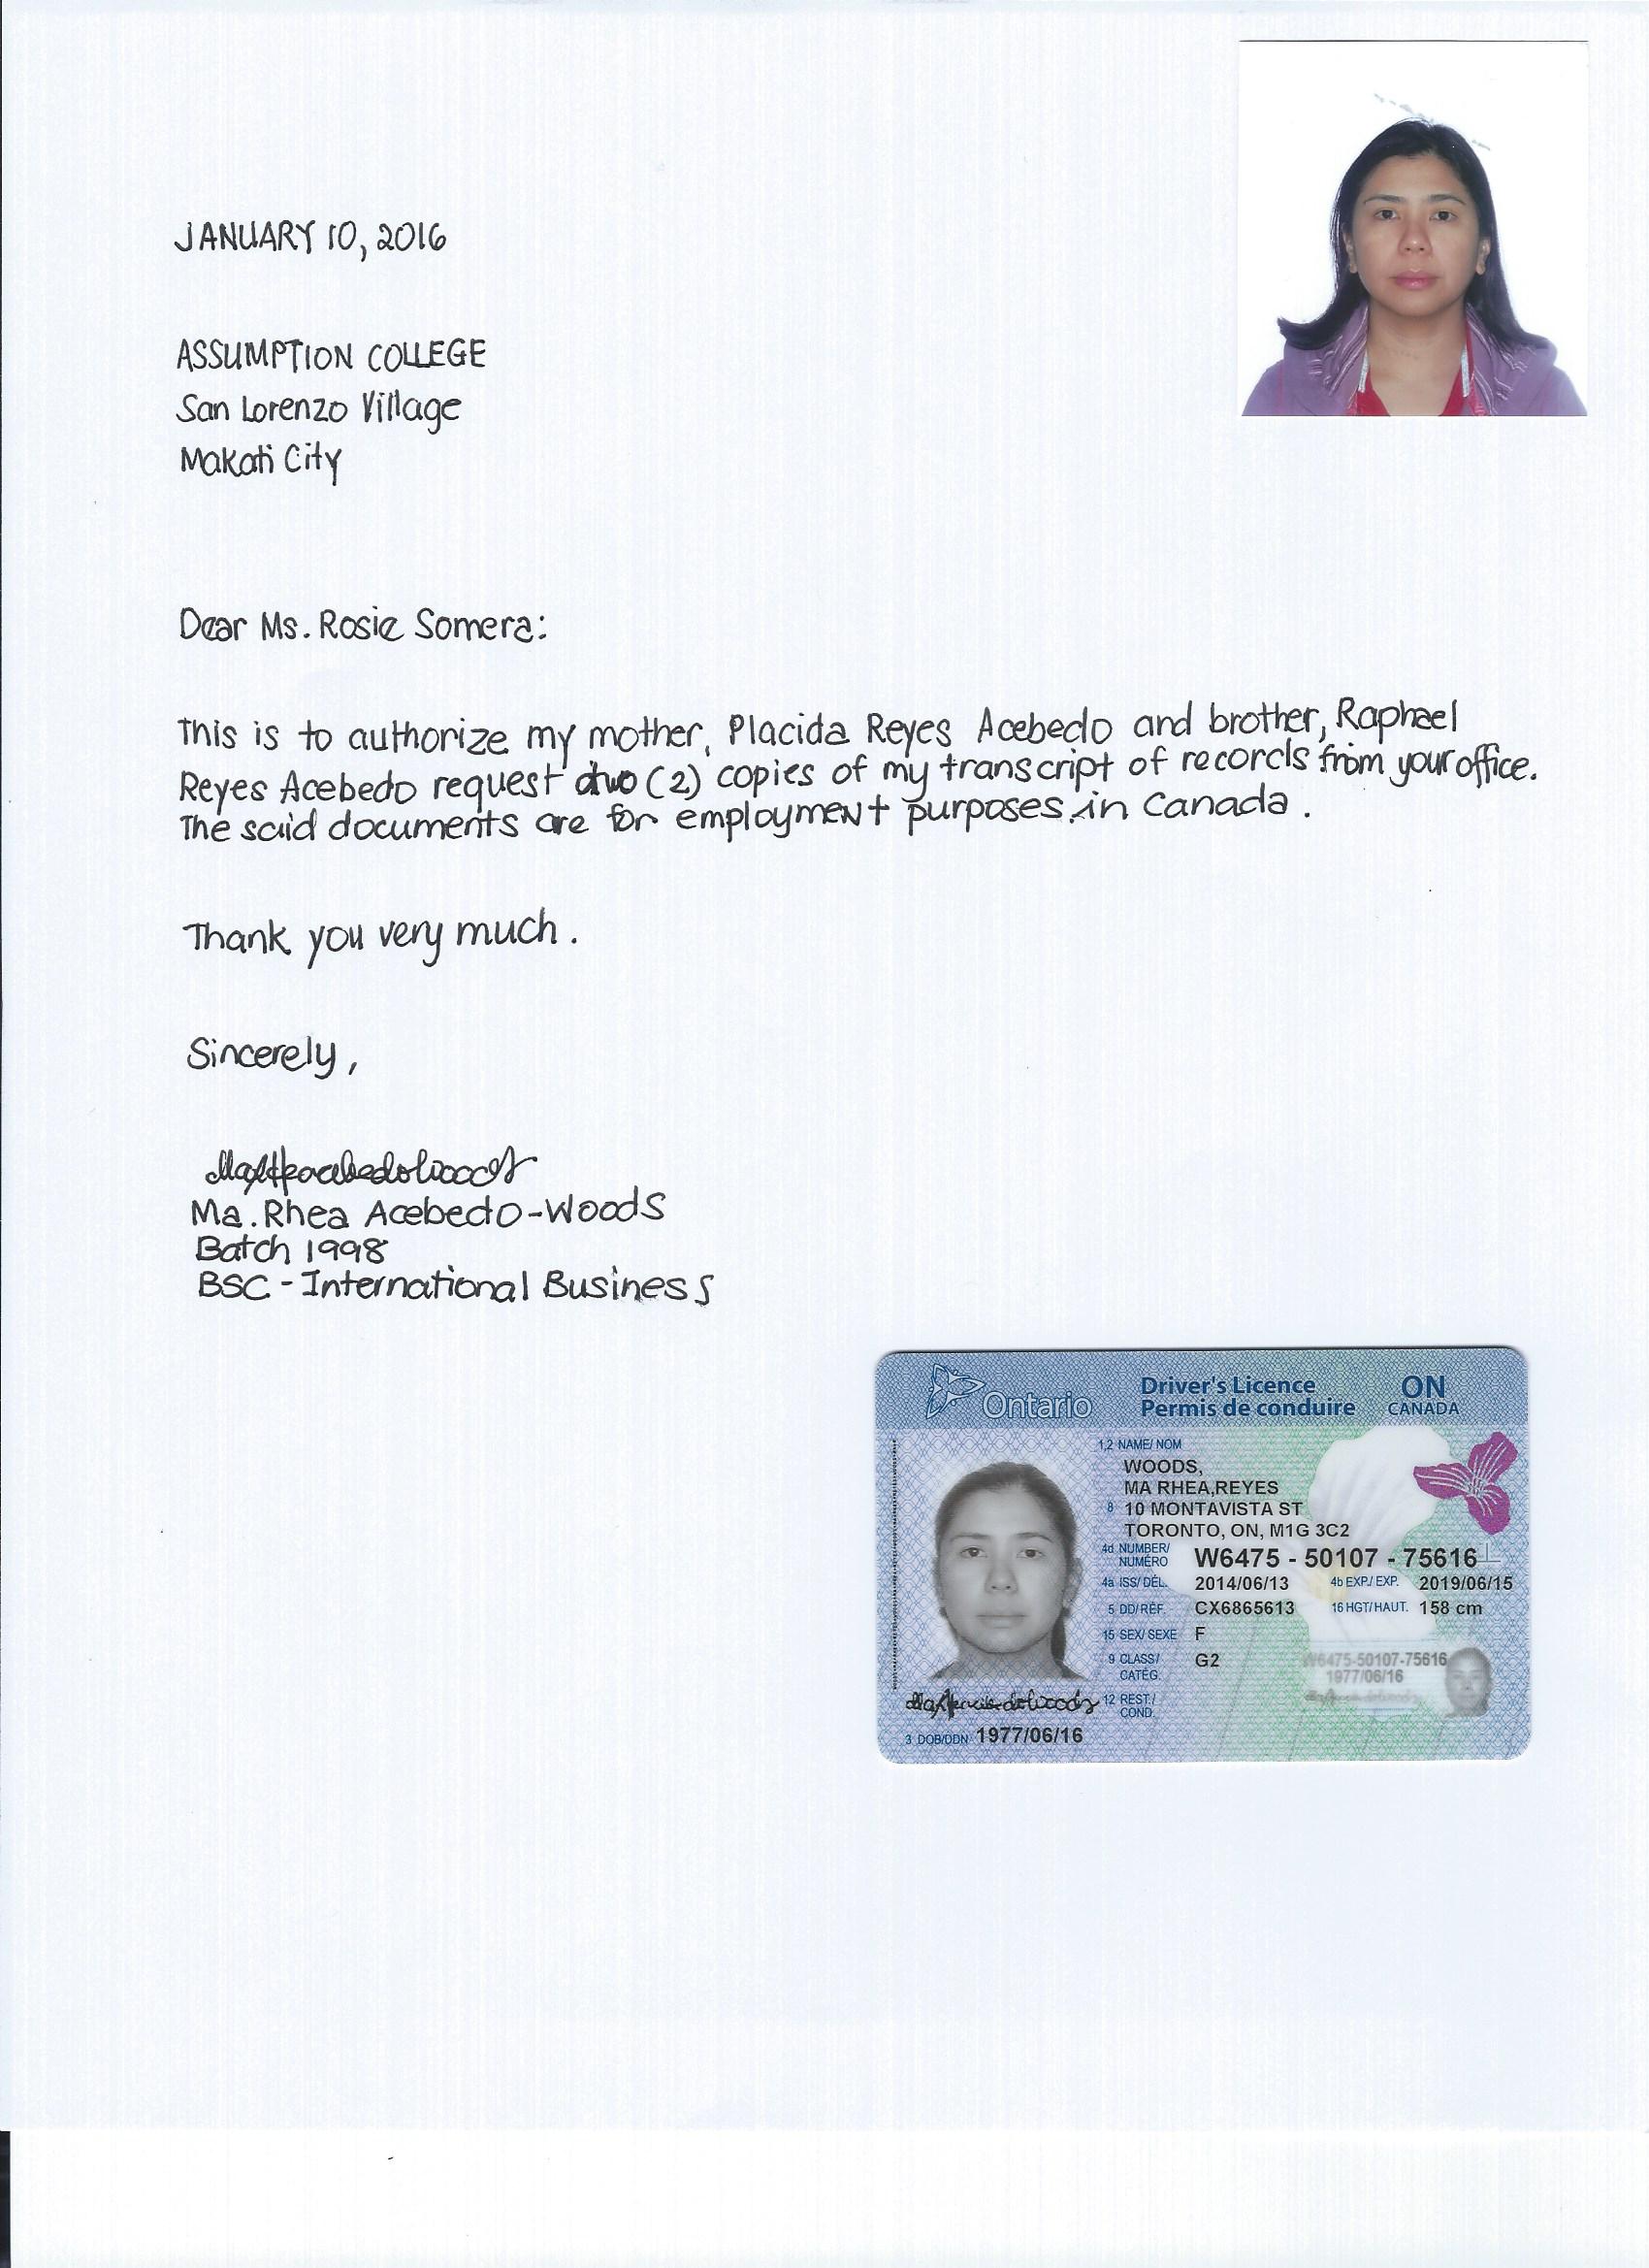 JANUARY 10, 2016
ASSUMPTION COLLEGE
San Lorenzo Village
Makati City
Dear Ms. Rosie Somera:
This is to authorize my mother, Placida Reyes Acebedo and brother, Raphael
Reyes Acebedo request two (2) copies of my transcript of records from your office.
The said documents are for employment purposes in Canada.
Thank you very much.
Sincerely,
Ma. Rhea Acebedo-Woods
Batch 1998
BSC - International Business
Ontario
Driver's Licence ON
Permis de conduire CANADA
1,2 NAME/ NOM
WOODS,
MA RHEA,REYES
8 10 MONTAVISTA ST
TORONTO, ON, M1G 3C2
4d NUMBER/ NUMÉRO W6475 - 50107 - 75616
4a ISS/ DÉL. 2014/06/13 4b EXP./ EXP. 2019/06/15
5 DD/RÉF. CX6865613 16 HGT/HAUT. 158 cm
15 SEX/ SEXE F
9 CLASS/ CATÉG. G2
W6475-50107-75616
1977/06/16
12 REST./ COND.
3 DOB/DDN 1977/06/16